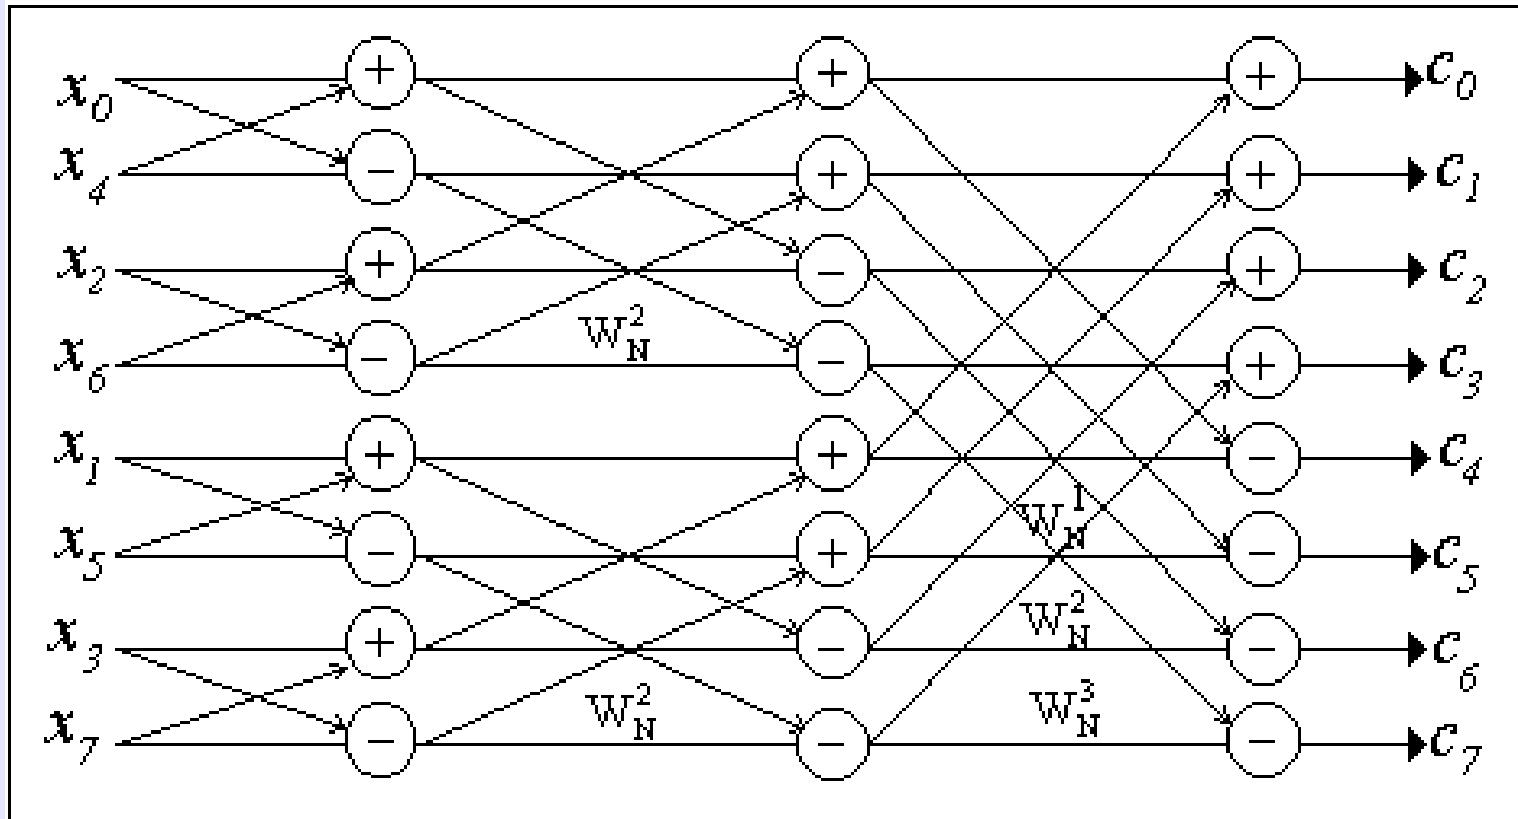 x₀ + + + c₀
x₄ − + + c₁
x₂ + − + c₂
x₆ − W_N^2 − + c₃
x₁ + + − c₄
x₅ − + W_N^1 − c₅
x₃ + − W_N^2 − c₆
x₇ − W_N^2 − W_N^3 − c₇